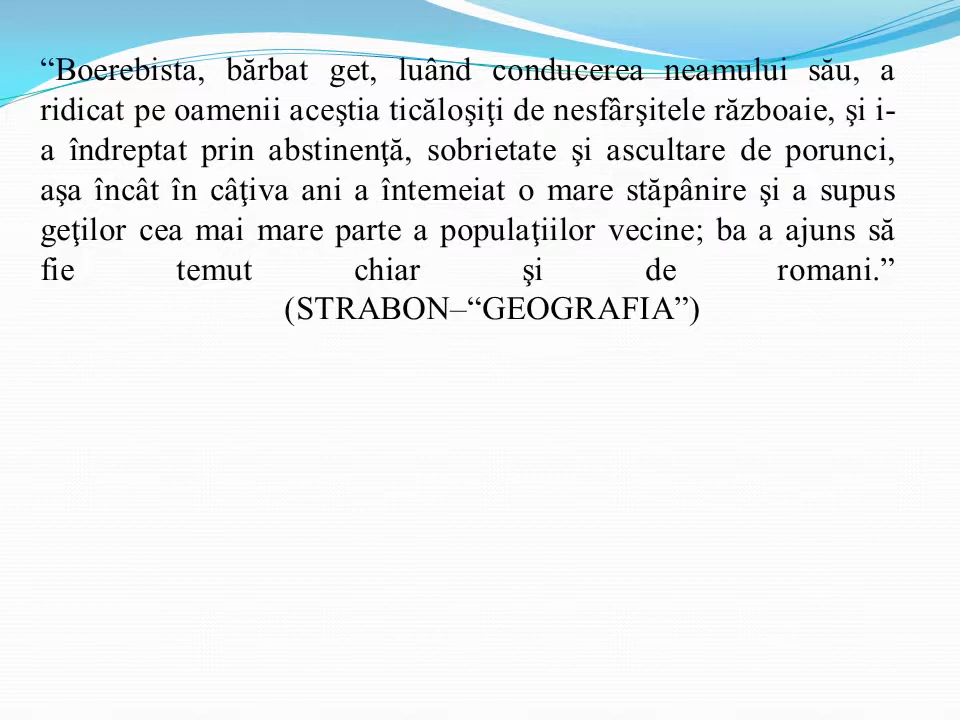 “Boerebista, bărbat get, luând conducerea neamului său, a
ridicat pe oamenii aceştia ticăloşiţi de nesfârşitele războaie, şi i-
a îndreptat prin abstinenţă, sobrietate şi ascultare de porunci,
aşa încât în câţiva ani a întemeiat o mare stăpânire şi a supus
geţilor cea mai mare parte a populaţiilor vecine; ba a ajuns să
fie temut chiar şi de romani.”
(STRABON–“GEOGRAFIA”)